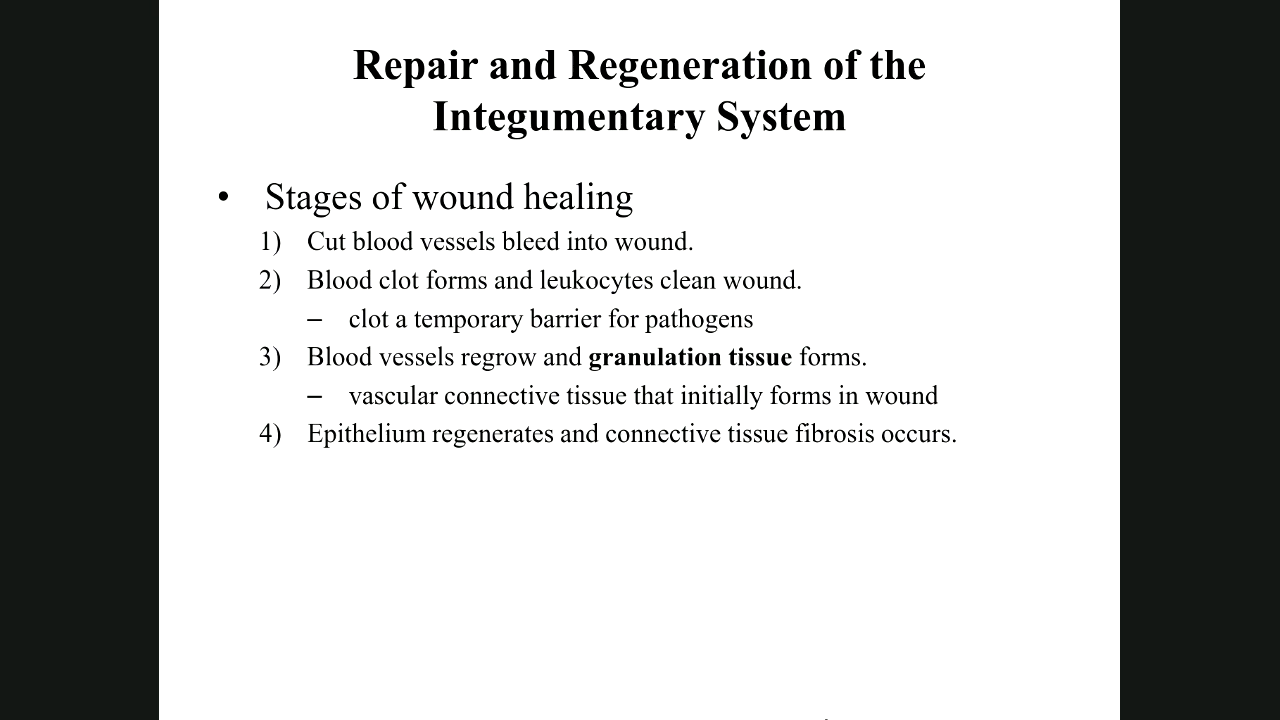 Repair and Regeneration of the
Integumentary System
• Stages of wound healing
1) Cut blood vessels bleed into wound.
2) Blood clot forms and leukocytes clean wound.
– clot a temporary barrier for pathogens
3) Blood vessels regrow and granulation tissue forms.
– vascular connective tissue that initially forms in wound
4) Epithelium regenerates and connective tissue fibrosis occurs.